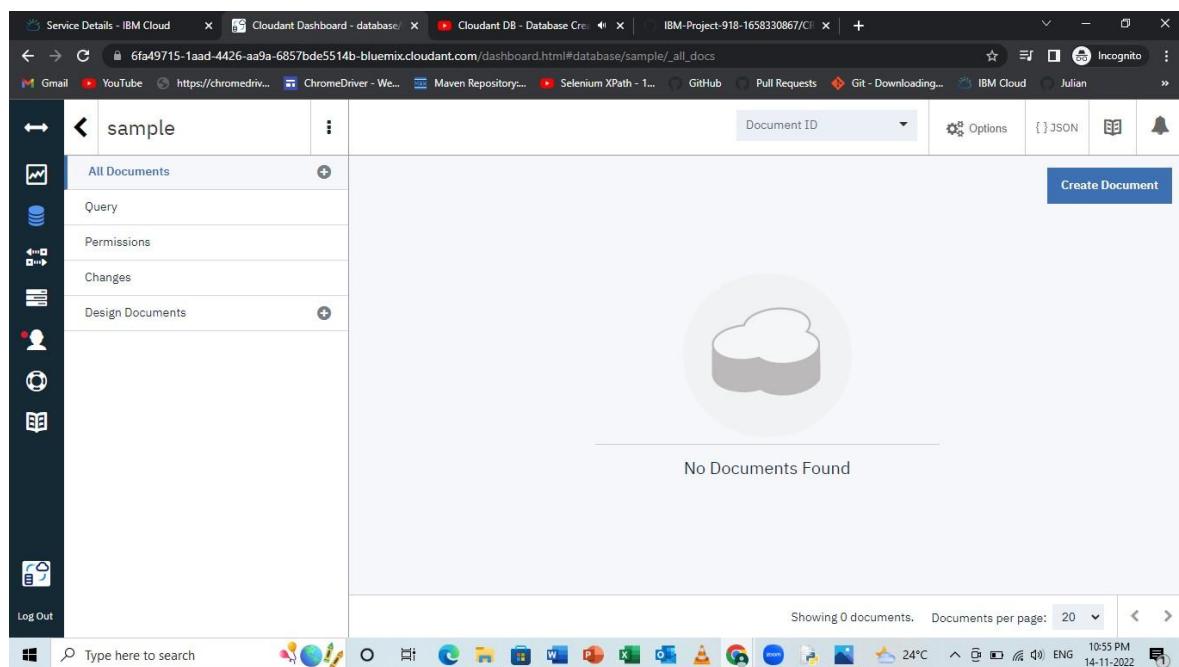 Service Details - IBM Cloud
Cloudant Dashboard - database/
Cloudant DB - Database Crea
IBM-Project-918-1658330867/CF
6fa49715-1aad-4426-aa9a-6857bde5514b-bluemix.cloudant.com/dashboard.html#database/sample/_all_docs
Incognito
Gmail
YouTube
https://chromedriv...
ChromeDriver - We...
Maven Repository:...
Selenium XPath - 1...
GitHub
Pull Requests
Git - Downloading...
IBM Cloud
Julian
»
sample
Document ID
Options
{ } JSON
All Documents
Create Document
Query
Permissions
Changes
Design Documents
No Documents Found
Log Out
Showing 0 documents.
Documents per page: 20
Type here to search
24°C
ENG
10:55 PM
14-11-2022